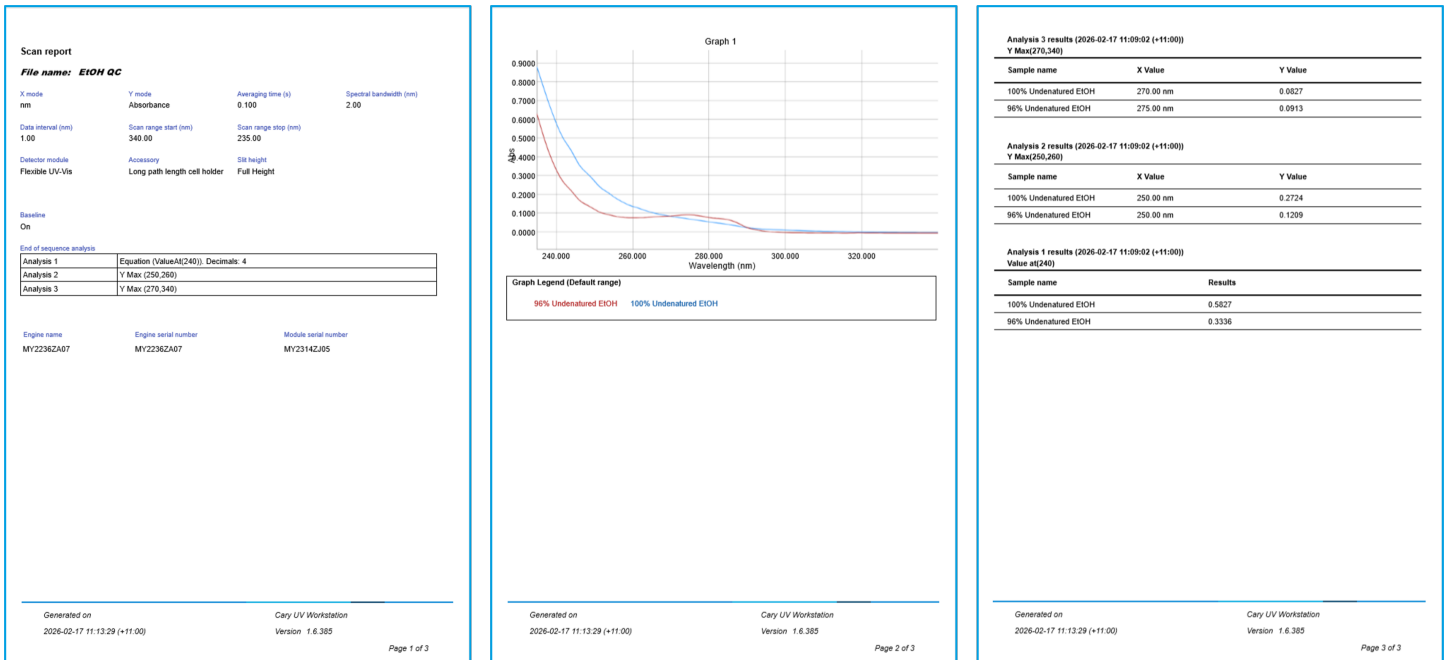 Scan report
File name: EtOH QC
X mode Y mode Averaging time (s) Spectral bandwidth (nm)
nm Absorbance 0.100 2.00
Data interval (nm) Scan range start (nm) Scan range stop (nm)
1.00 340.00 235.00
Detector module Accessory Slit height
Flexible UV-Vis Long path length cell holder Full Height
Baseline
On
End of sequence analysis
Analysis 1 Equation (ValueAt(240)). Decimals: 4
Analysis 2 Y Max (250,260)
Analysis 3 Y Max (270,340)
Engine name Engine serial number Module serial number
MY2236ZA07 MY2236ZA07 MY2314ZJ05
Generated on Cary UV Workstation
2026-02-17 11:13:29 (+11:00) Version 1.6.385
Page 1 of 3
Graph 1
0.9000
0.8000
0.7000
0.6000
0.5000
Abs
0.4000
0.3000
0.2000
0.1000
0.0000
240.000 260.000 280.000 300.000 320.000
Wavelength (nm)
Graph Legend (Default range)
96% Undenatured EtOH 100% Undenatured EtOH
Generated on Cary UV Workstation
2026-02-17 11:13:29 (+11:00) Version 1.6.385
Page 2 of 3
Analysis 3 results (2026-02-17 11:09:02 (+11:00))
Y Max(270,340)
Sample name X Value Y Value
100% Undenatured EtOH 270.00 nm 0.0827
96% Undenatured EtOH 275.00 nm 0.0913
Analysis 2 results (2026-02-17 11:09:02 (+11:00))
Y Max(250,260)
Sample name X Value Y Value
100% Undenatured EtOH 250.00 nm 0.2724
96% Undenatured EtOH 250.00 nm 0.1209
Analysis 1 results (2026-02-17 11:09:02 (+11:00))
Value at(240)
Sample name Results
100% Undenatured EtOH 0.5827
96% Undenatured EtOH 0.3336
Generated on Cary UV Workstation
2026-02-17 11:13:29 (+11:00) Version 1.6.385
Page 3 of 3